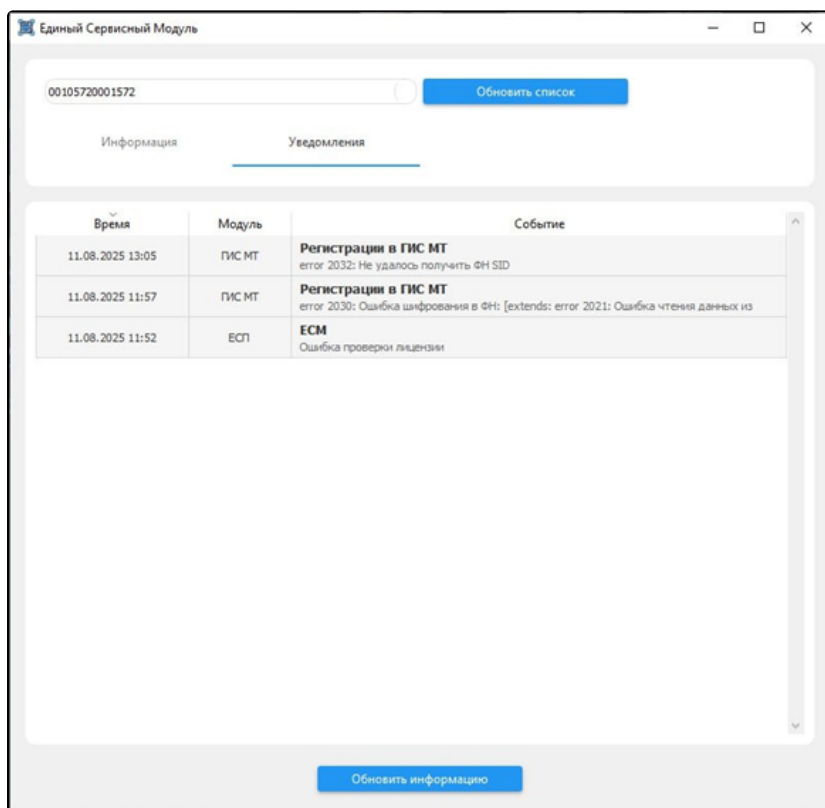 Единый Сервисный Модуль
00105720001572
Обновить список
Информация Уведомления
Время Модуль Событие
11.08.2025 13:05 ГИС МТ Регистрации в ГИС МТ
error 2032: Не удалось получить ФН SID
11.08.2025 11:57 ГИС МТ Регистрации в ГИС МТ
error 2030: Ошибка шифрования в ФН: [extends: error 2021: Ошибка чтения данных из
11.08.2025 11:52 ЕСП ЕСМ
Ошибка проверки лицензии
Обновить информацию